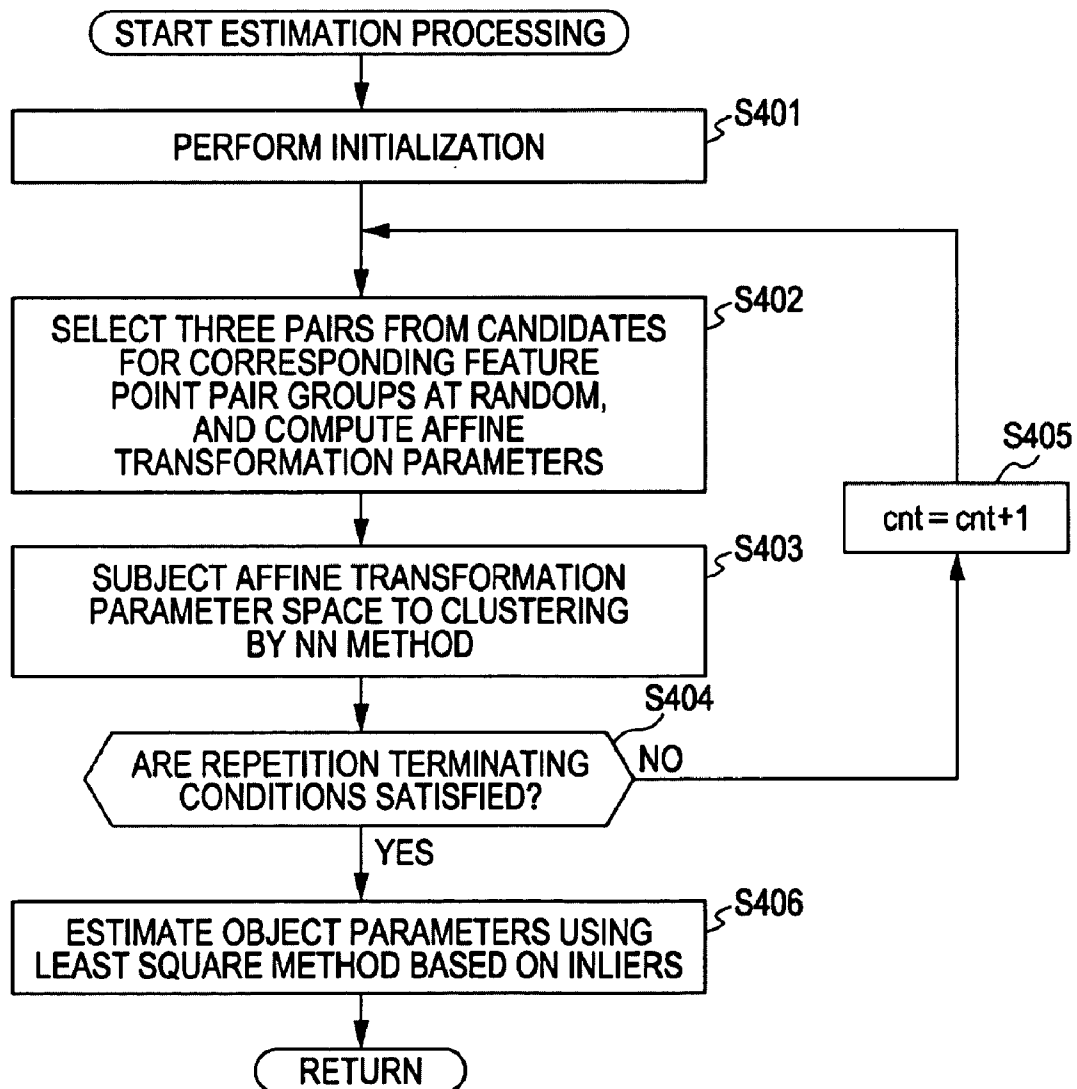 START ESTIMATION PROCESSING
S401
PERFORM INITIALIZATION
S402
SELECT THREE PAIRS FROM CANDIDATES
FOR CORRESPONDING FEATURE
POINT PAIR GROUPS AT RANDOM,
AND COMPUTE AFFINE
TRANSFORMATION PARAMETERS
S405
cnt = cnt+1
S403
SUBJECT AFFINE TRANSFORMATION
PARAMETER SPACE TO CLUSTERING
BY NN METHOD
S404
ARE REPETITION TERMINATING
CONDITIONS SATISFIED?
NO
YES
S406
ESTIMATE OBJECT PARAMETERS USING
LEAST SQUARE METHOD BASED ON INLIERS
RETURN